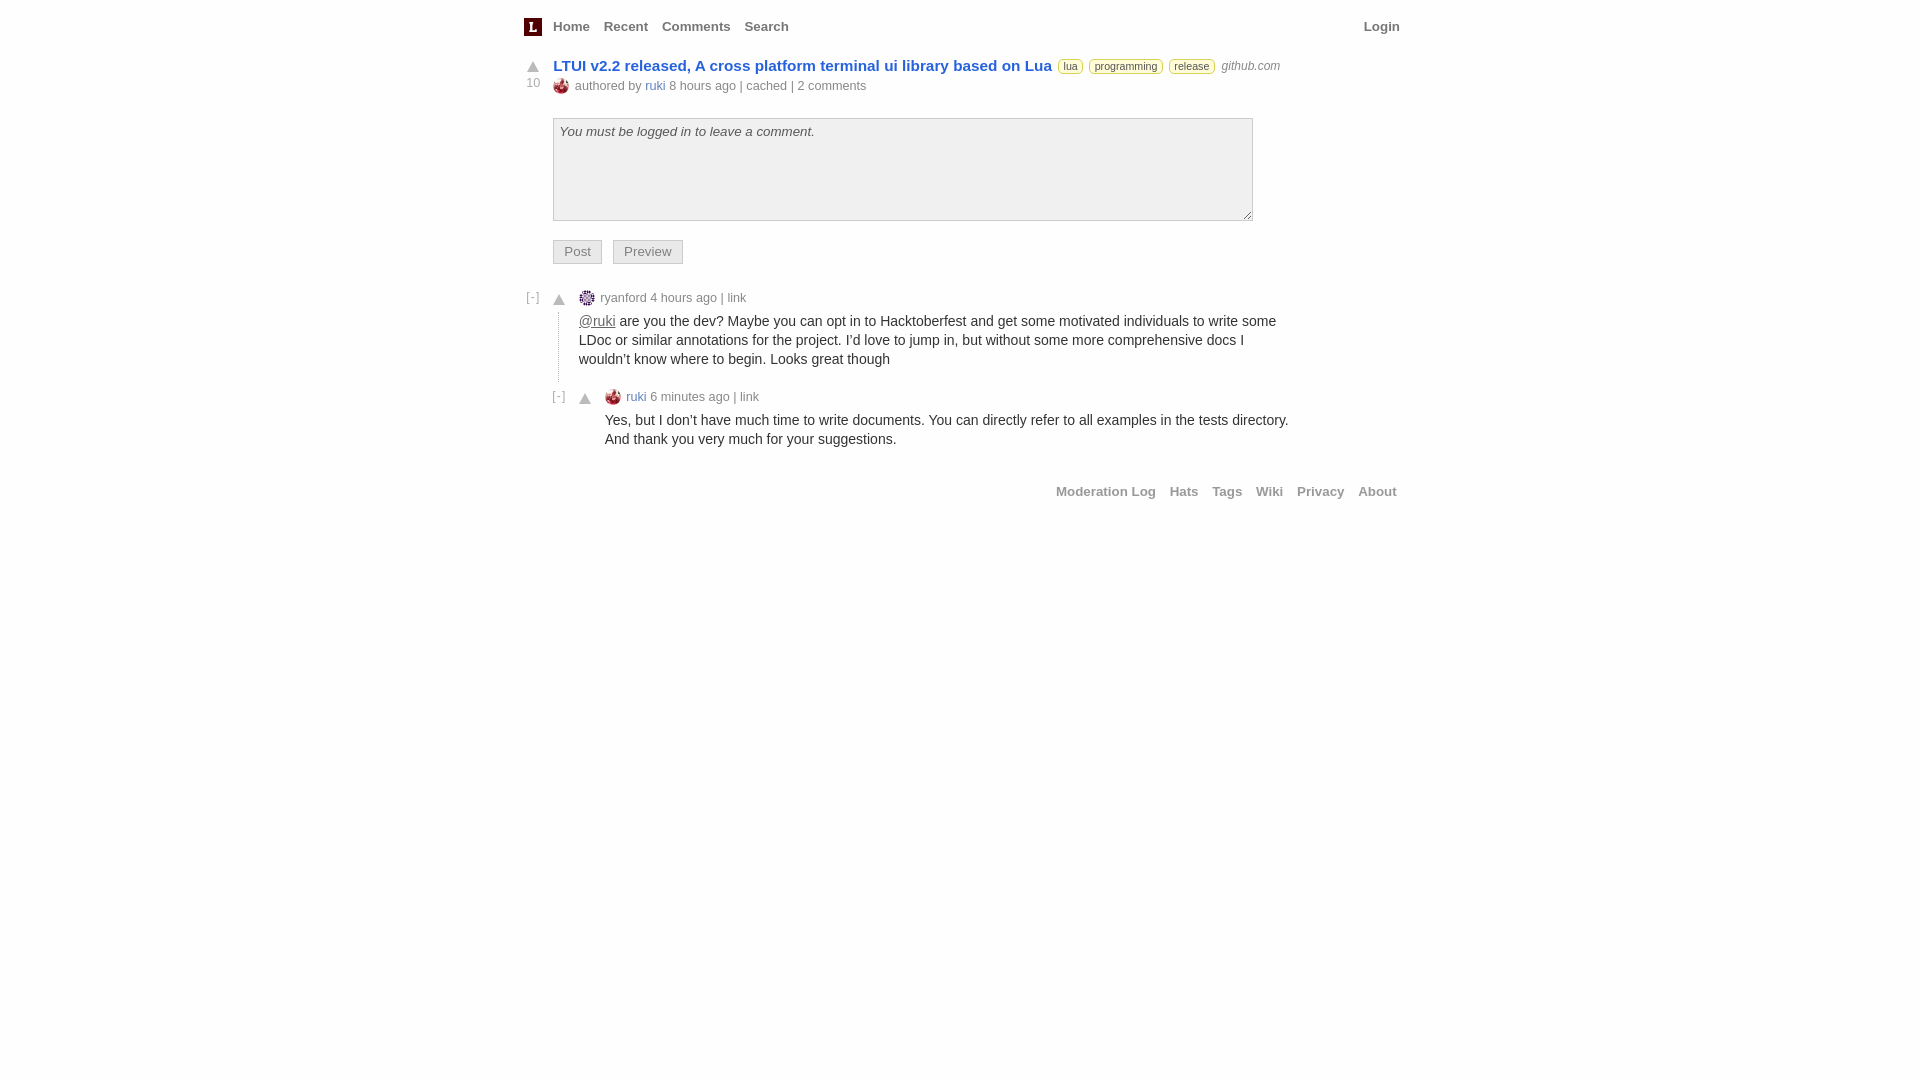 L Home Recent Comments Search Login
LTUI v2.2 released, A cross platform terminal ui library based on Lua lua programming release github.com
10 authored by ruki 8 hours ago | cached | 2 comments
You must be logged in to leave a comment.
Post Preview
[-] ryanford 4 hours ago | link
@ruki are you the dev? Maybe you can opt in to Hacktoberfest and get some motivated individuals to write some
LDoc or similar annotations for the project. I’d love to jump in, but without some more comprehensive docs I
wouldn’t know where to begin. Looks great though
[-] ruki 6 minutes ago | link
Yes, but I don’t have much time to write documents. You can directly refer to all examples in the tests directory.
And thank you very much for your suggestions.
Moderation Log Hats Tags Wiki Privacy About